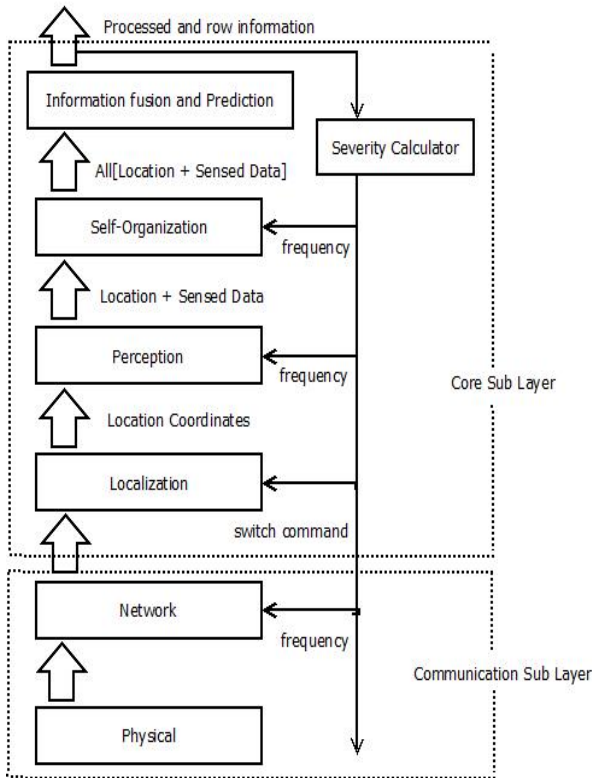 Processed and row information
Information fusion and Prediction
Severity Calculator
All[Location + Sensed Data]
Self-Organization
frequency
Location + Sensed Data
Perception
frequency
Core Sub Layer
Location Coordinates
Localization
switch command
Network
frequency
Communication Sub Layer
Physical